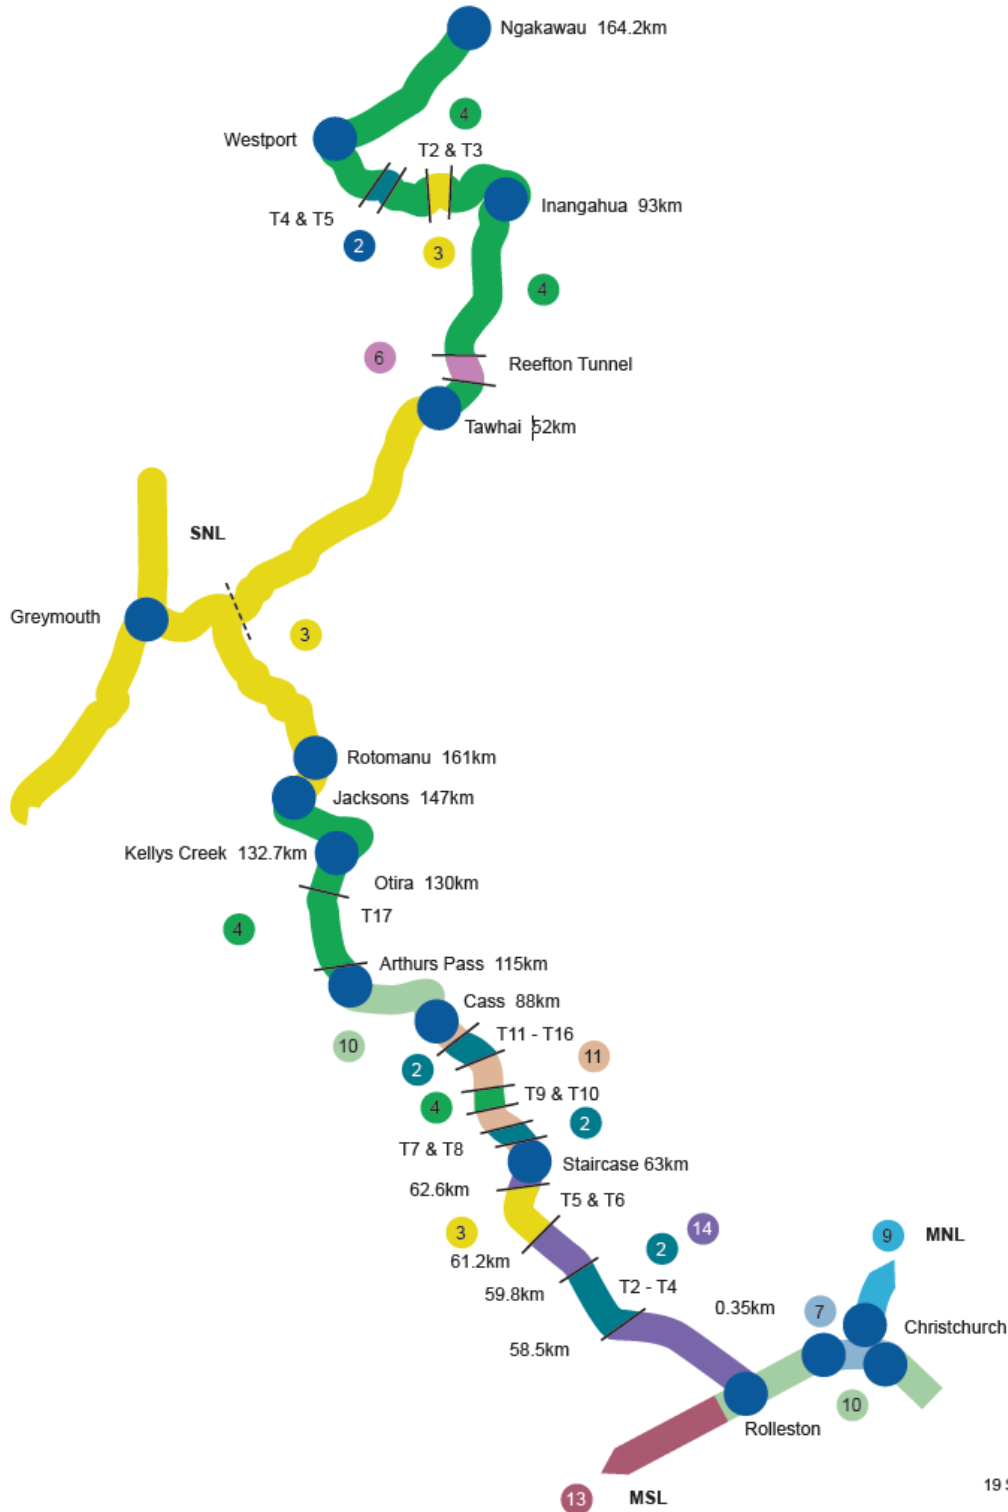 Ngakawau 164.2km
4
Westport
T2 & T3
Inangahua 93km
T4 & T5
2
3
4
6
Reefton Tunnel
Tawhai 52km
SNL
Greymouth
3
Rotomanu 161km
Jacksons 147km
Kellys Creek 132.7km
Otira 130km
T17
4
Arthurs Pass 115km
Cass 88km
10
T11 - T16
11
2
T9 & T10
4
2
T7 & T8
Staircase 63km
62.6km
T5 & T6
3
14
9 MNL
2
61.2km
T2 - T4
59.8km
0.35km
7
Christchurch
58.5km
10
Rolleston
13
MSL